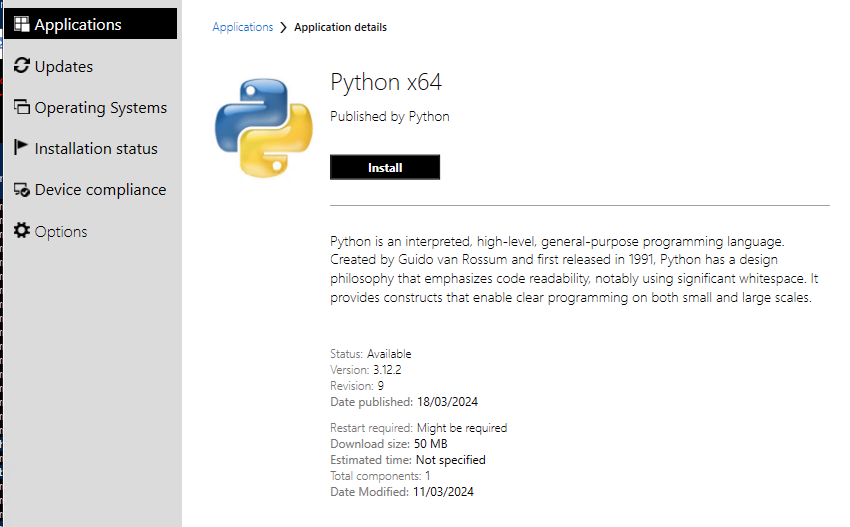 Applications
Updates
Operating Systems
Installation status
Device compliance
Options
Applications > Application details
Python x64
Published by Python
Install
Python is an interpreted, high-level, general-purpose programming language.
Created by Guido van Rossum and first released in 1991, Python has a design
philosophy that emphasizes code readability, notably using significant whitespace. It
provides constructs that enable clear programming on both small and large scales.
Status: Available
Version: 3.12.2
Revision: 9
Date published: 18/03/2024
Restart required: Might be required
Download size: 50 MB
Estimated time: Not specified
Total components: 1
Date Modified: 11/03/2024